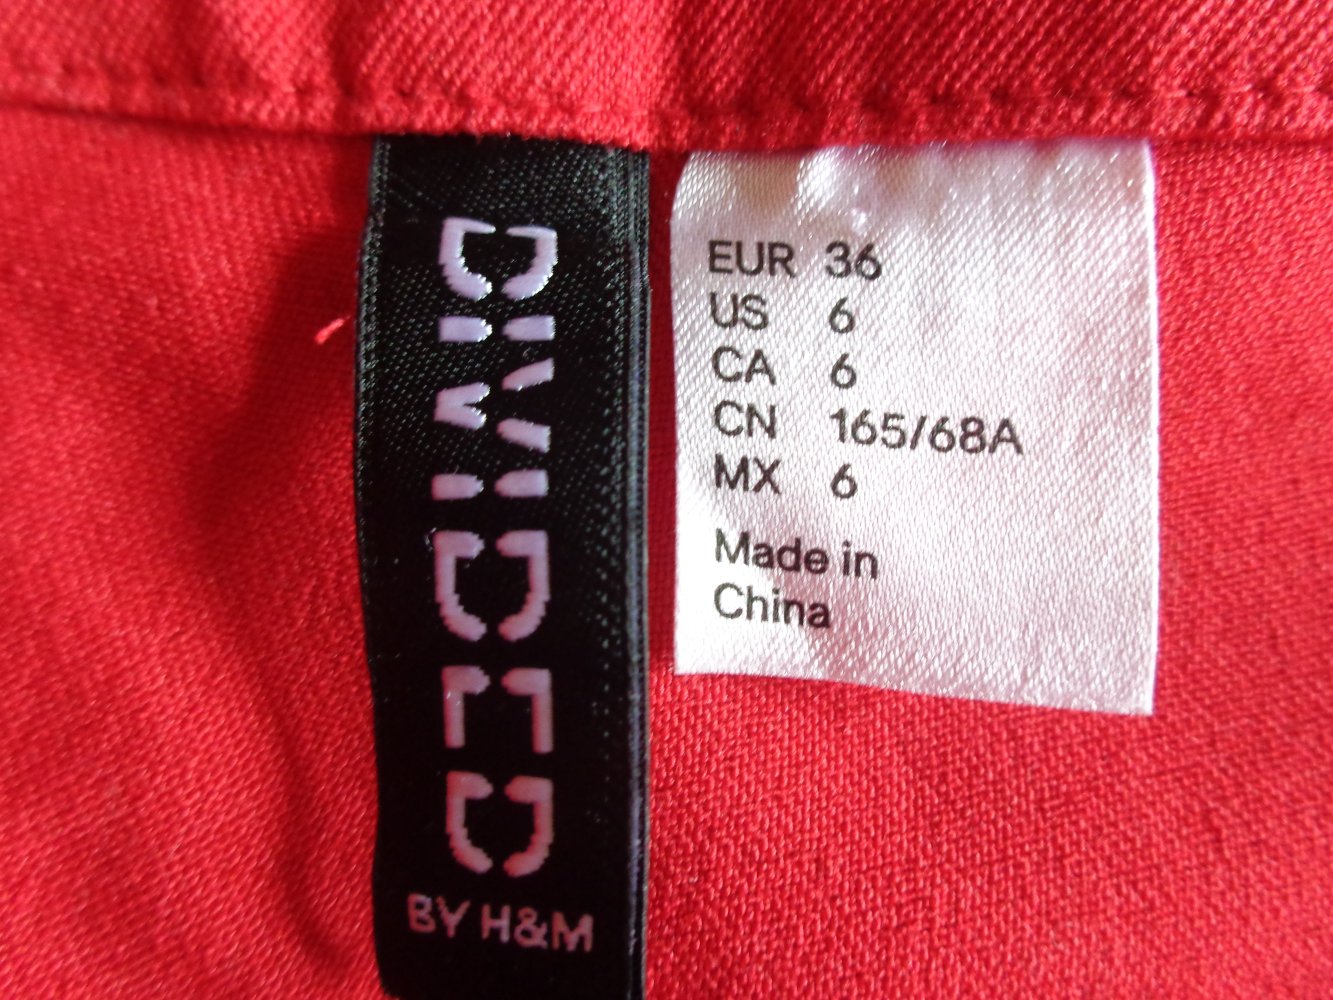 DIVIDED
BY H&M
EUR 36
US 6
CA 6
CN 165/68A
MX 6
Made in
China